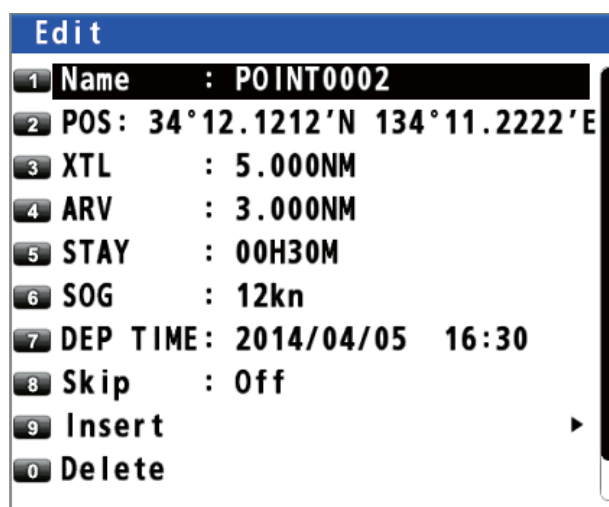 Edit
1 Name : POINT0002
2 POS: 34°12.1212'N 134°11.2222'E
3 XTL : 5.000NM
4 ARV : 3.000NM
5 STAY : 00H30M
6 SOG : 12kn
7 DEP TIME: 2014/04/05 16:30
8 Skip : Off
9 Insert ▶
0 Delete